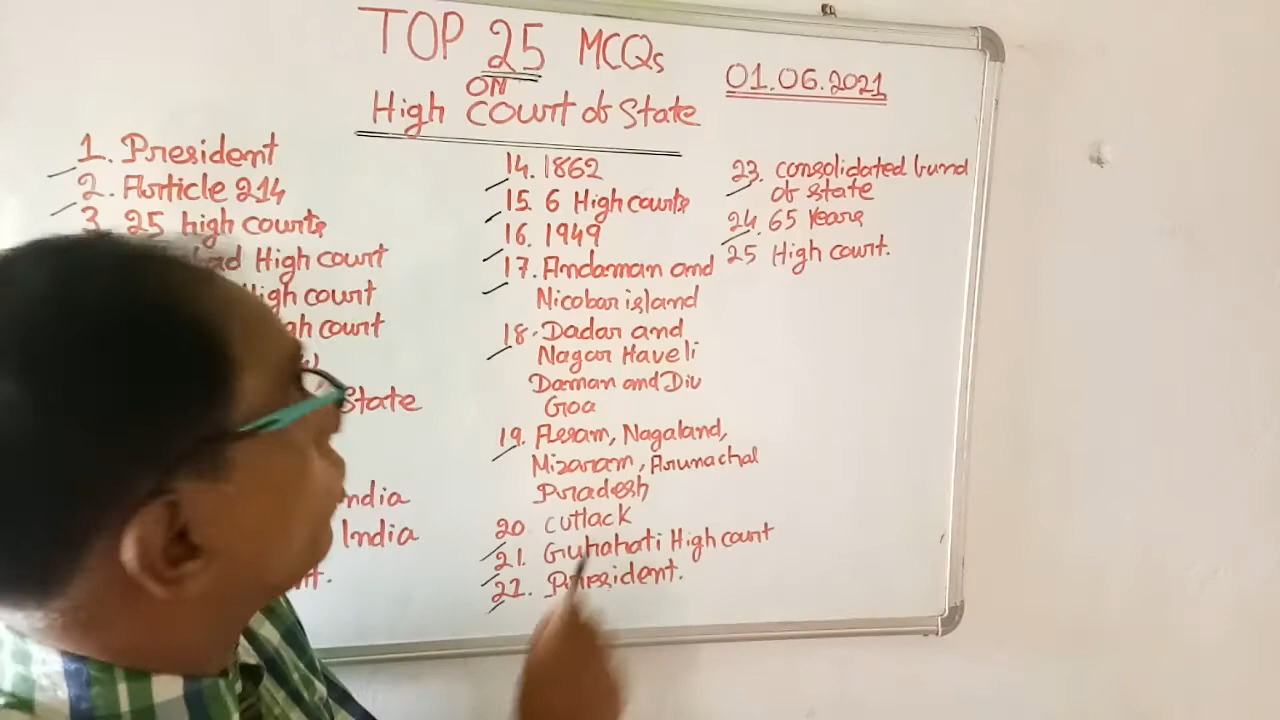 TOP 25 MCQs
ON
High Court of State
01.06.2021
1. President
2. Article 214
3. 25 high courts
High court
High court
court
State
India
India
14. 1862
15. 6 High courts
16. 1949
17. Andaman and
Nicobar island
18. Dadar and
Nagar Haveli
Daman and Div
Goa
19. Assam, Nagaland,
Mizoram, Arunachal
Pradesh
20 cuttack
21. Guhahati High court
22. President.
23. consolidated fund
of state
24. 65 Years
25 High court.